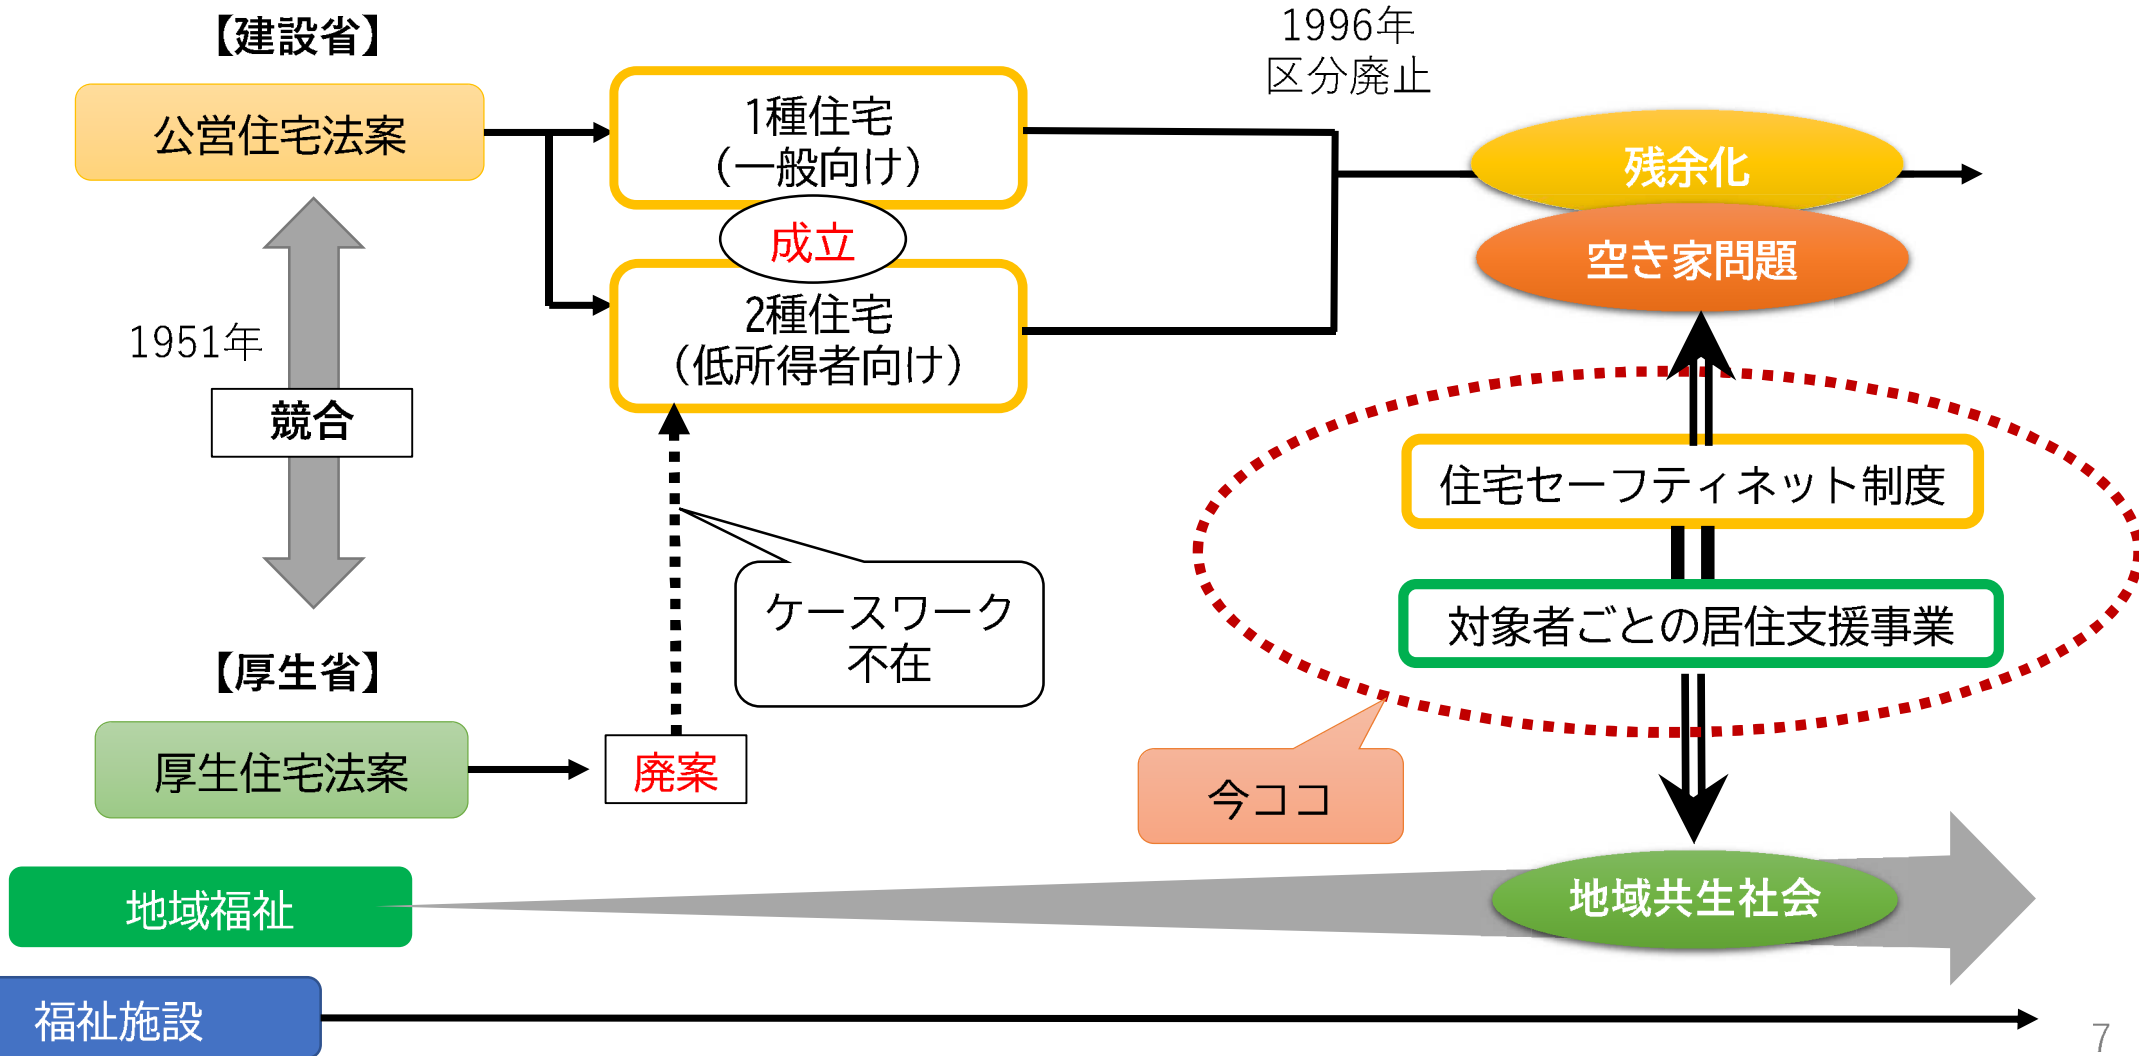 【建設省】
公営住宅法案
1951年
競合
【厚生省】
厚生住宅法案
1種住宅
（一般向け）
成立
2種住宅
（低所得者向け）
ケースワーク
不在
廃案
1996年
区分廃止
残余化
空き家問題
住宅セーフティネット制度
対象者ごとの居住支援事業
今ココ
地域福祉
地域共生社会
福祉施設
7